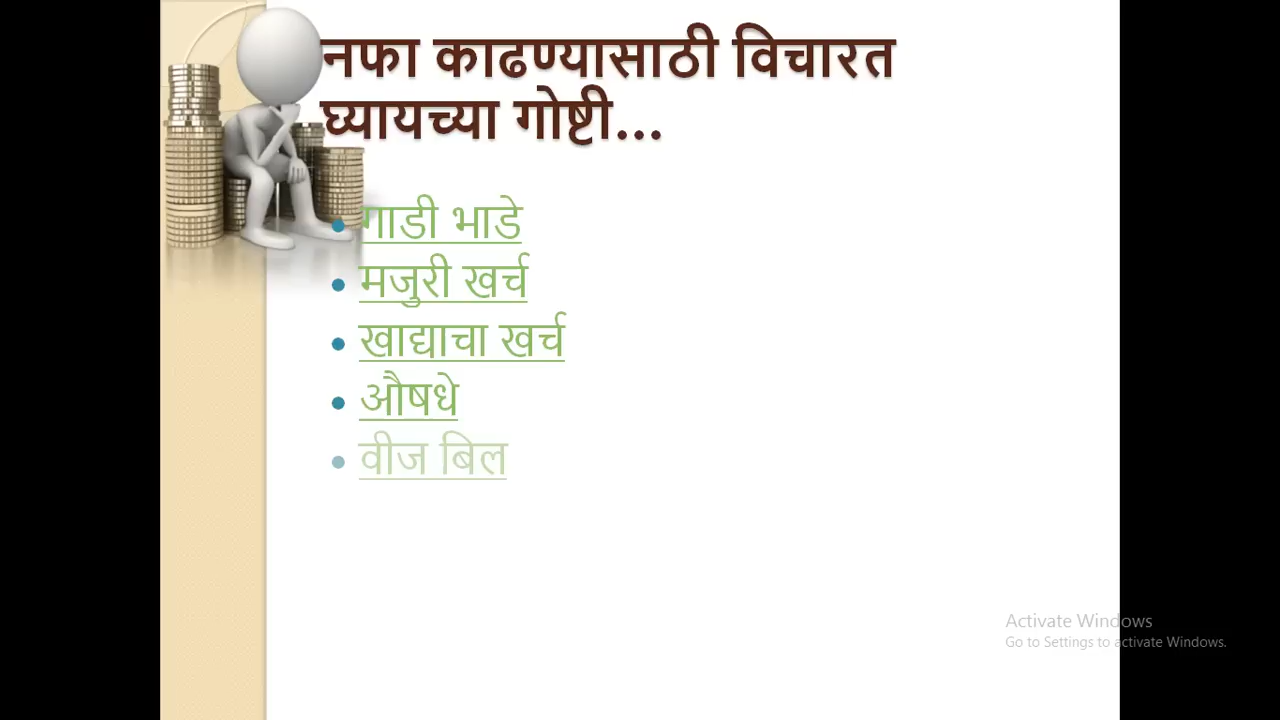 नफा काढण्यासाठी विचारत
घ्यायच्या गोष्टी...
गाडी भाडे
मजुरी खर्च
खाद्याचा खर्च
औषधे
वीज बिल
Activate Windows
Go to Settings to activate Windows.